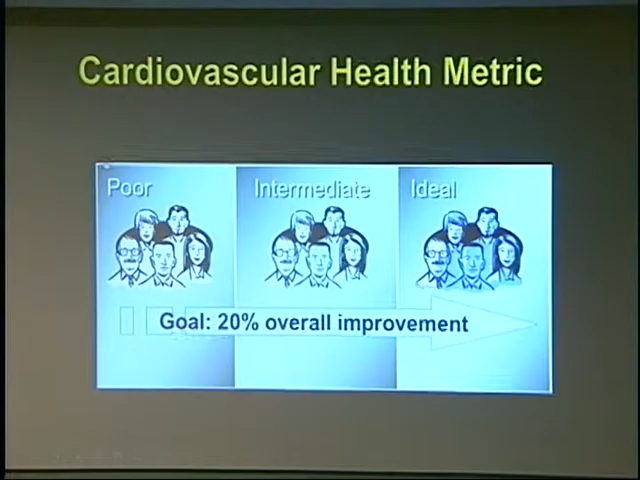 Cardiovascular Health Metric
Poor
Intermediate
Ideal
Goal: 20% overall improvement